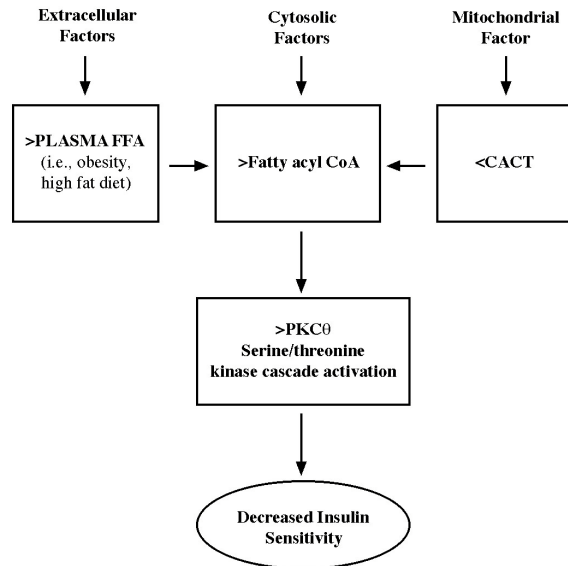 Extracellular
Factors
Cytosolic
Factors
Mitochondrial
Factor
>PLASMA FFA
(i.e., obesity,
high fat diet)
>Fatty acyl CoA
<CACT
>PKCθ
Serine/threonine
kinase cascade activation
Decreased Insulin
Sensitivity